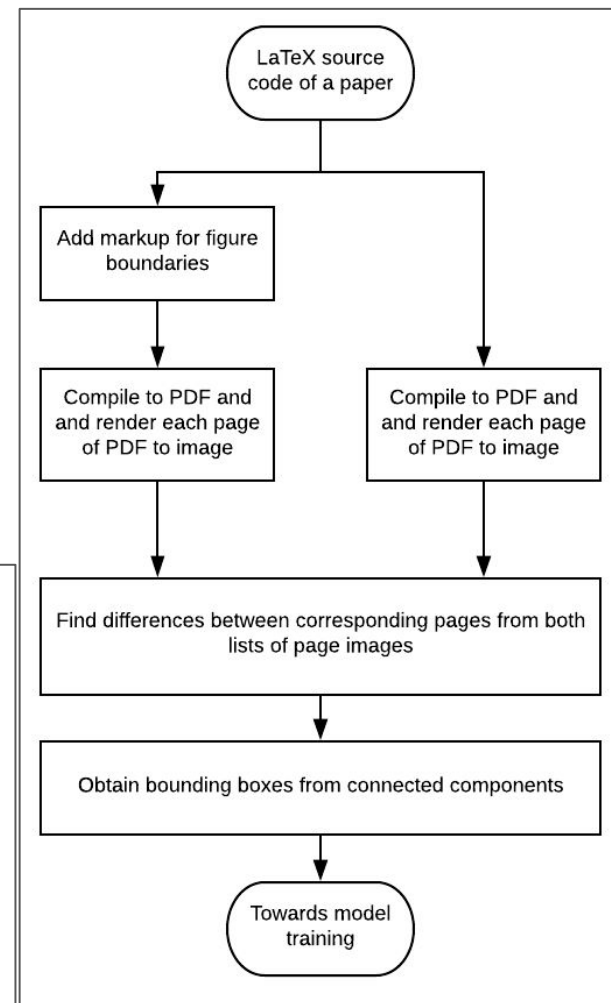 LaTeX source
code of a paper
Add markup for figure
boundaries
Compile to PDF and
and render each page
of PDF to image
Compile to PDF and
and render each page
of PDF to image
Find differences between corresponding pages from both
lists of page images
Obtain bounding boxes from connected components
Towards model
training